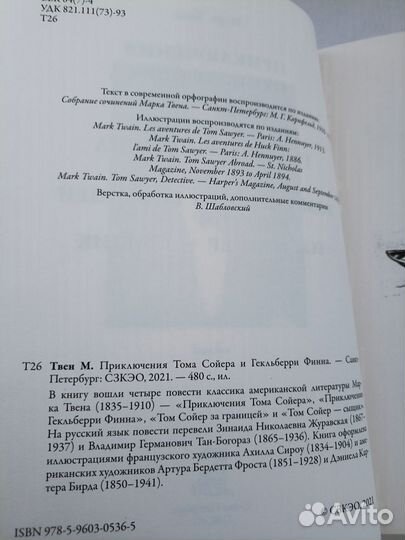 УДК 821.111(73)-93
Т26
Текст в современной орфографии воспроизводится по изданию:
Собрание сочинений Марка Твена. — Санкт-Петербург: М. Г. Корнфельд,
Иллюстрации воспроизводятся по изданиям:
Mark Twain. Les aventures de Tom Sawyer. — Paris: A. Hennuyer,
Mark Twain. Les aventures de Huck Finn:
l'ami de Tom Sawyer. — Paris: A. Hennuyer, 1886.
Mark Twain. Tom Sawyer Abroad. — St. Nicholas
Magazine, November 1893 to April 1894.
Mark Twain. Tom Sawyer, Detective. — Harper's Magazine, August and September
Верстка, обработка иллюстраций, дополнительные комментарии
В. Шабловский
Т26 Твен М. Приключения Тома Сойера и Гекльберри Финна. — Санкт-
Петербург: СЗКЭО, 2021. — 480 с., ил.
В книгу вошли четыре повести классика американской литературы Мар
ка Твена (1835–1910) — «Приключения Тома Сойера», «Приключения
Гекльберри Финна», «Том Сойер за границей» и «Том Сойер — сыщик».
На русский язык повести перевели Зинаида Николаевна Журавская (1867–
1937) и Владимир Германович Тан-Богораз (1865–1936). Книга оформлена
иллюстрациями французского художника Ахилла Сироу (1834–1904) и аме
риканских художников Артура Бердетта Фроста (1851–1928) и Дэниела Кар
тера Бирда (1850–1941).
© СЗКЭО, 2021
ISBN 978-5-9603-0536-5
Avito